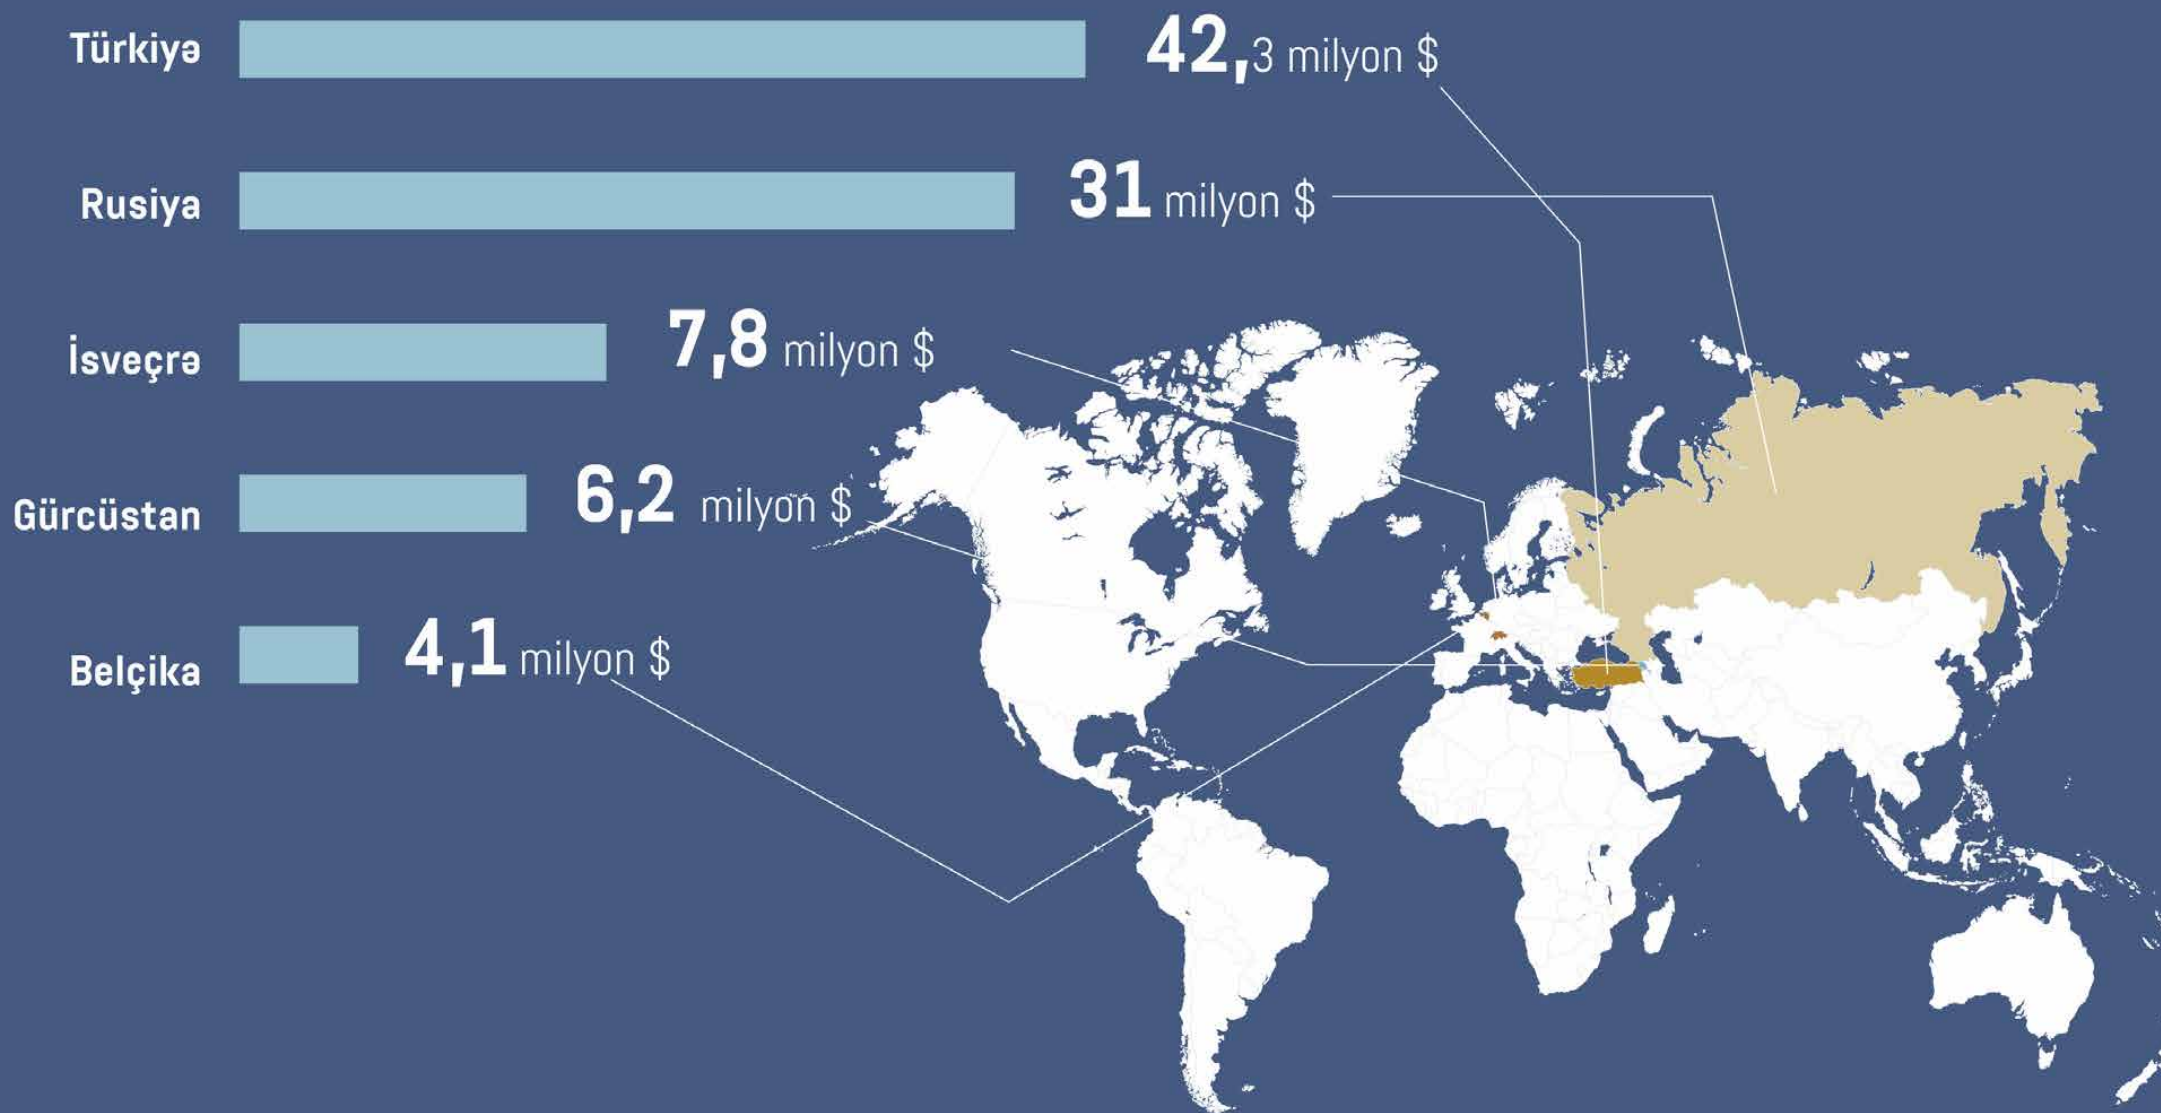 Türkiyə 42,3 milyon $
Rusiya 31 milyon $
İsveçrə 7,8 milyon $
Gürcüstan 6,2 milyon $
Belçika 4,1 milyon $